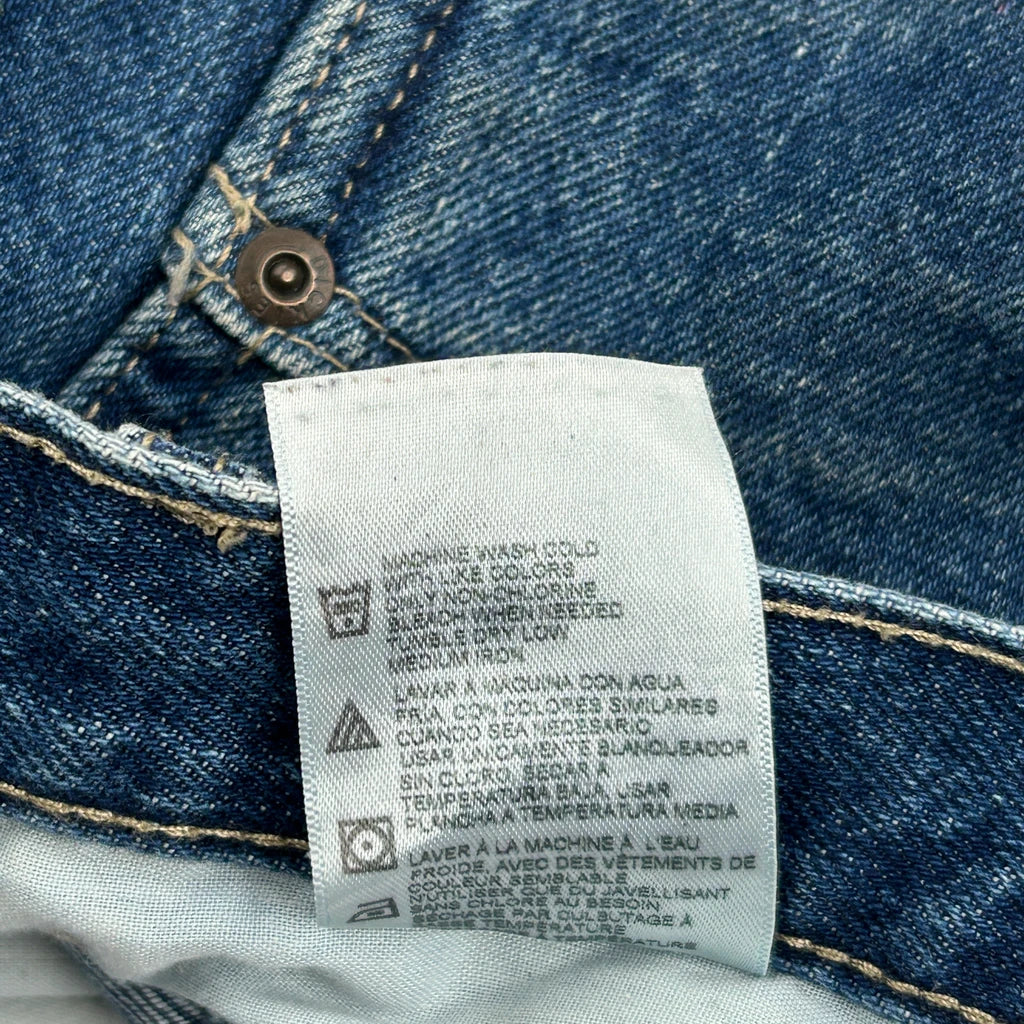 MACHINE WASH COLD
WITH LIKE COLORS
ONLY NON-CHLORINE
BLEACH WHEN NEEDED
TUMBLE DRY LOW
MEDIUM IRON
LAVAR A MAQUINA CON AGUA
FRIA, CON COLORES SIMILARES
CUANDO SEA NECESARIO
USAR UNICAMENTE BLANQUEADOR
SIN CLORO, SECAR A
TEMPERATURA BAJA, USAR
PLANCHA A TEMPERATURA MEDIA
LAVER À LA MACHINE À L'EAU
FROIDE, AVEC DES VÊTEMENTS DE
COULEUR SEMBLABLE
N'UTILISER QUE DU JAVELLISANT
SANS CHLORE AU BESOIN
SÉCHAGE PAR CULBUTAGE À
BASSE TEMPÉRATURE
À TEMPÉRATURE